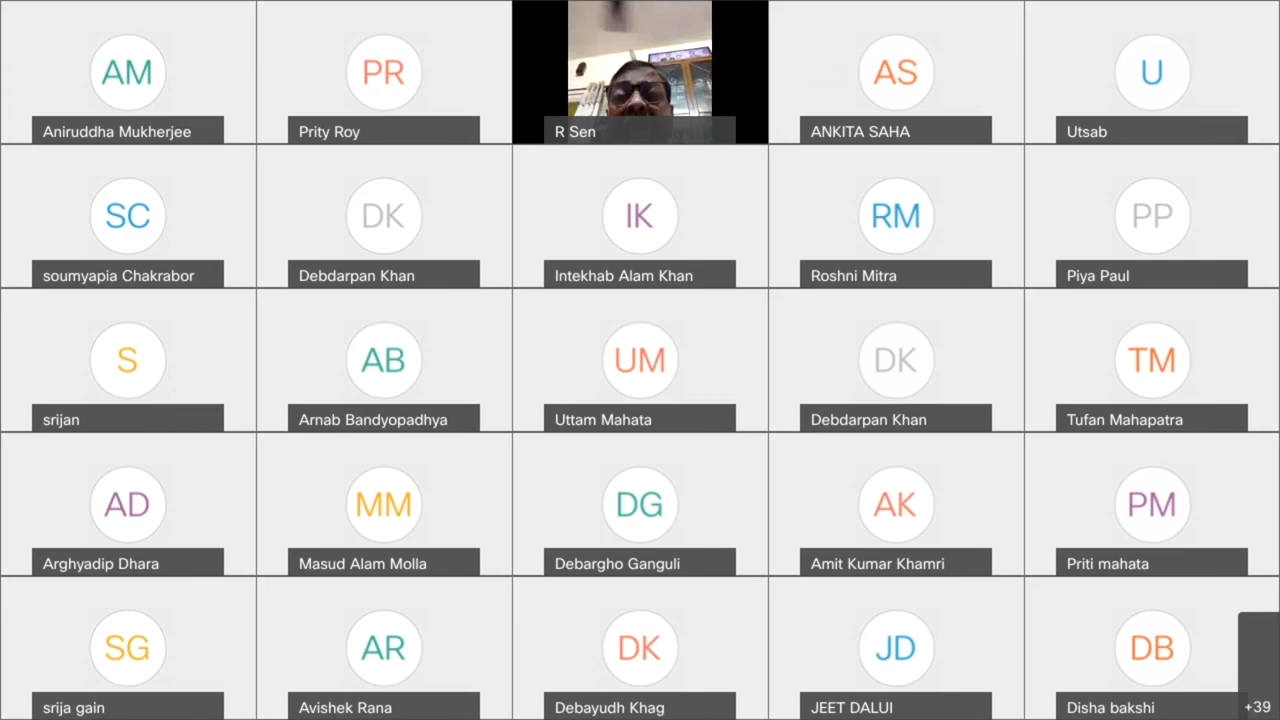 AM
Aniruddha Mukherjee
PR
Prity Roy
R Sen
AS
ANKITA SAHA
U
Utsab
SC
soumyapia Chakrabor
DK
Debdarpan Khan
IK
Intekhab Alam Khan
RM
Roshni Mitra
PP
Piya Paul
S
srijan
AB
Arnab Bandyopadhya
UM
Uttam Mahata
DK
Debdarpan Khan
TM
Tufan Mahapatra
AD
Arghyadip Dhara
MM
Masud Alam Molla
DG
Debargho Ganguli
AK
Amit Kumar Khamri
PM
Priti mahata
SG
srija gain
AR
Avishek Rana
DK
Debayudh Khag
JD
JEET DALUI
DB
Disha bakshi
+39